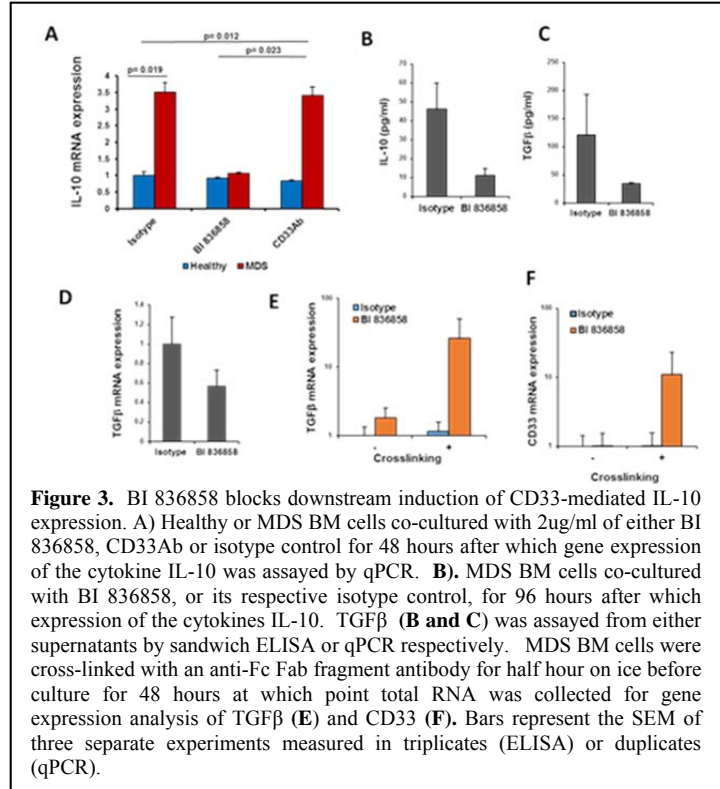 A
B
C
p= 0.012
p= 0.023
p= 0.019
IL-10 mRNA expression
4
3.5
3
2.5
2
1.5
1
0.5
0
Isotype
BI 836858
CD33Ab
Healthy
MDS
IL-10 (pg/ml)
70
60
50
40
30
20
10
0
Isotype BI 836858
TGFβ (pg/ml)
250
200
150
100
50
0
Isotype BI 836858
D
E
F
TGFβ mRNA expression
1.4
1.2
1
0.8
0.6
0.4
0.2
0
Isotype BI 836858
TGFβ mRNA expression
100
10
1
Isotype
BI 836858
- +
Crosslinking
CD33 mRNA expression
100
10
1
Isotype
BI 836858
- +
Crosslinking
Figure 3. BI 836858 blocks downstream induction of CD33-mediated IL-10
expression. A) Healthy or MDS BM cells co-cultured with 2ug/ml of either BI
836858, CD33Ab or isotype control for 48 hours after which gene expression
of the cytokine IL-10 was assayed by qPCR. B). MDS BM cells co-cultured
with BI 836858, or its respective isotype control, for 96 hours after which
expression of the cytokines IL-10. TGFβ (B and C) was assayed from either
supernatants by sandwich ELISA or qPCR respectively. MDS BM cells were
cross-linked with an anti-Fc Fab fragment antibody for half hour on ice before
culture for 48 hours at which point total RNA was collected for gene
expression analysis of TGFβ (E) and CD33 (F). Bars represent the SEM of
three separate experiments measured in triplicates (ELISA) or duplicates
(qPCR).